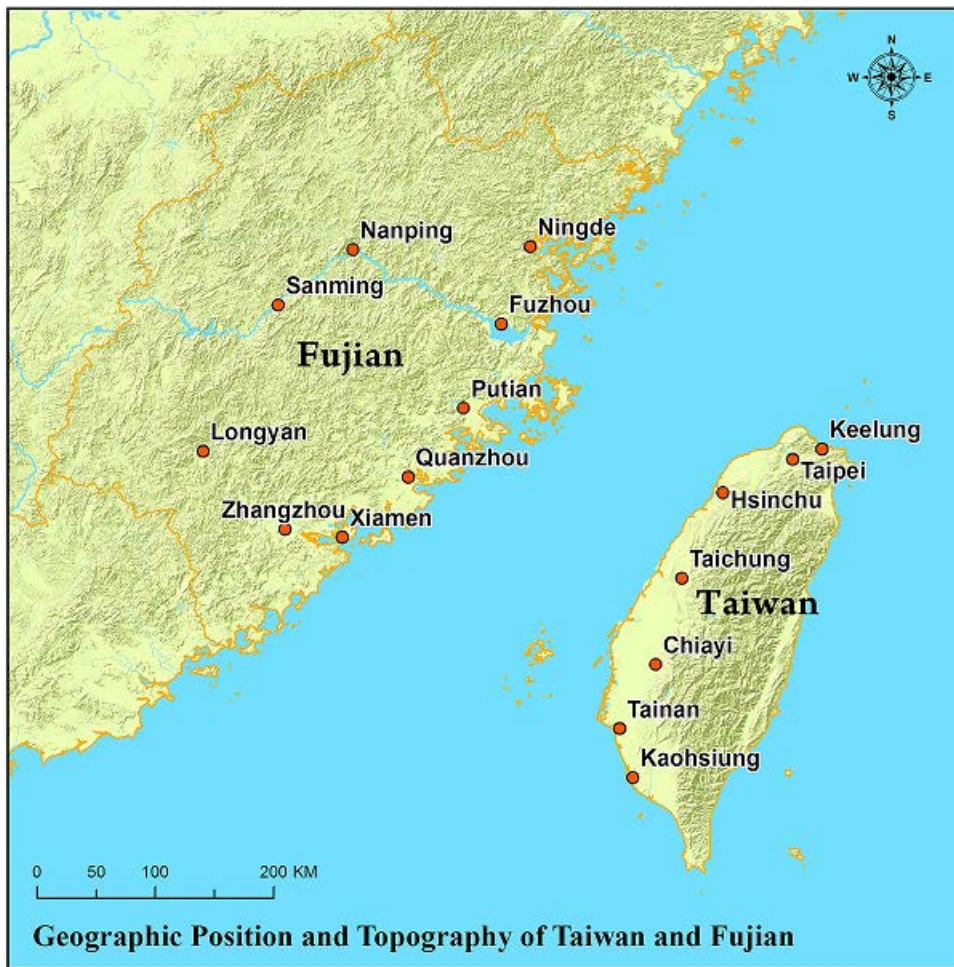 N
W E
S
Nanping
Ningde
Sanming
Fuzhou
Fujian
Putian
Longyan
Quanzhou
Zhangzhou
Xiamen
Keelung
Taipei
Hsinchu
Taichung
Taiwan
Chiayi
Tainan
Kaohsiung
0 50 100 200 KM
Geographic Position and Topography of Taiwan and Fujian